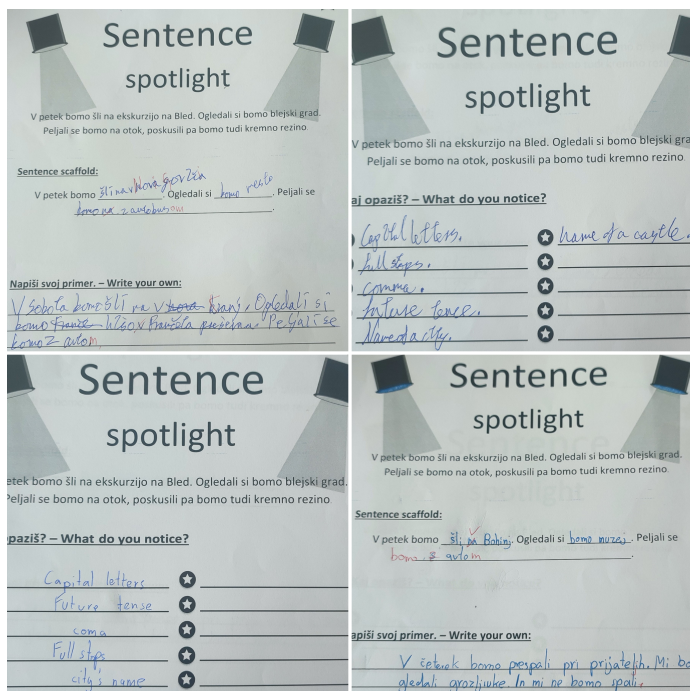 Sentence
spotlight
V petek bomo šli na ekskurzijo na Bled. Ogledali si bomo blejski grad.
Peljali se bomo na otok, poskusili pa bomo tudi kremno rezino.
Sentence scaffold:
V petek bomo šli na Ogledali si bomo Peljali se
Napiši svoj primer. – Write your own:
V sobota bomo šli na Kranj. Ogledali si
bomo Peljali se
bomo z avtom.
Sentence
spotlight
V petek bomo šli na ekskurzijo na Bled. Ogledali si bomo blejski gra
Peljali se bomo na otok, poskusili pa bomo tudi kremno rezino.
aj opaziš? – What do you notice?
Capital letters. Name of a castle.
full stops.
comma.
future tence.
Name of a city.
Sentence
spotlight
etek bomo šli na ekskurzijo na Bled. Ogledali si bomo blejski grad.
Peljali se bomo na otok, poskusili pa bomo tudi kremno rezino
opaziš? – What do you notice?
Capital letters
Future tense
coma
Full stops
city's name
Sentence
spotlight
V petek bomo šli na ekskurzijo na Bled. Ogledali si bomo blejski grad.
Peljali se bomo na otok, poskusili pa bomo tudi kremno rezino.
Sentence scaffold:
V petek bomo šli na Bohinj. Ogledali si bomo muzej. Peljali se
bomo z avtom
apiši svoj primer. – Write your own:
V četrtek bomo prespali pri prijateljih. Mi bo
gledali grozljivke. In mi ne bomo spali.